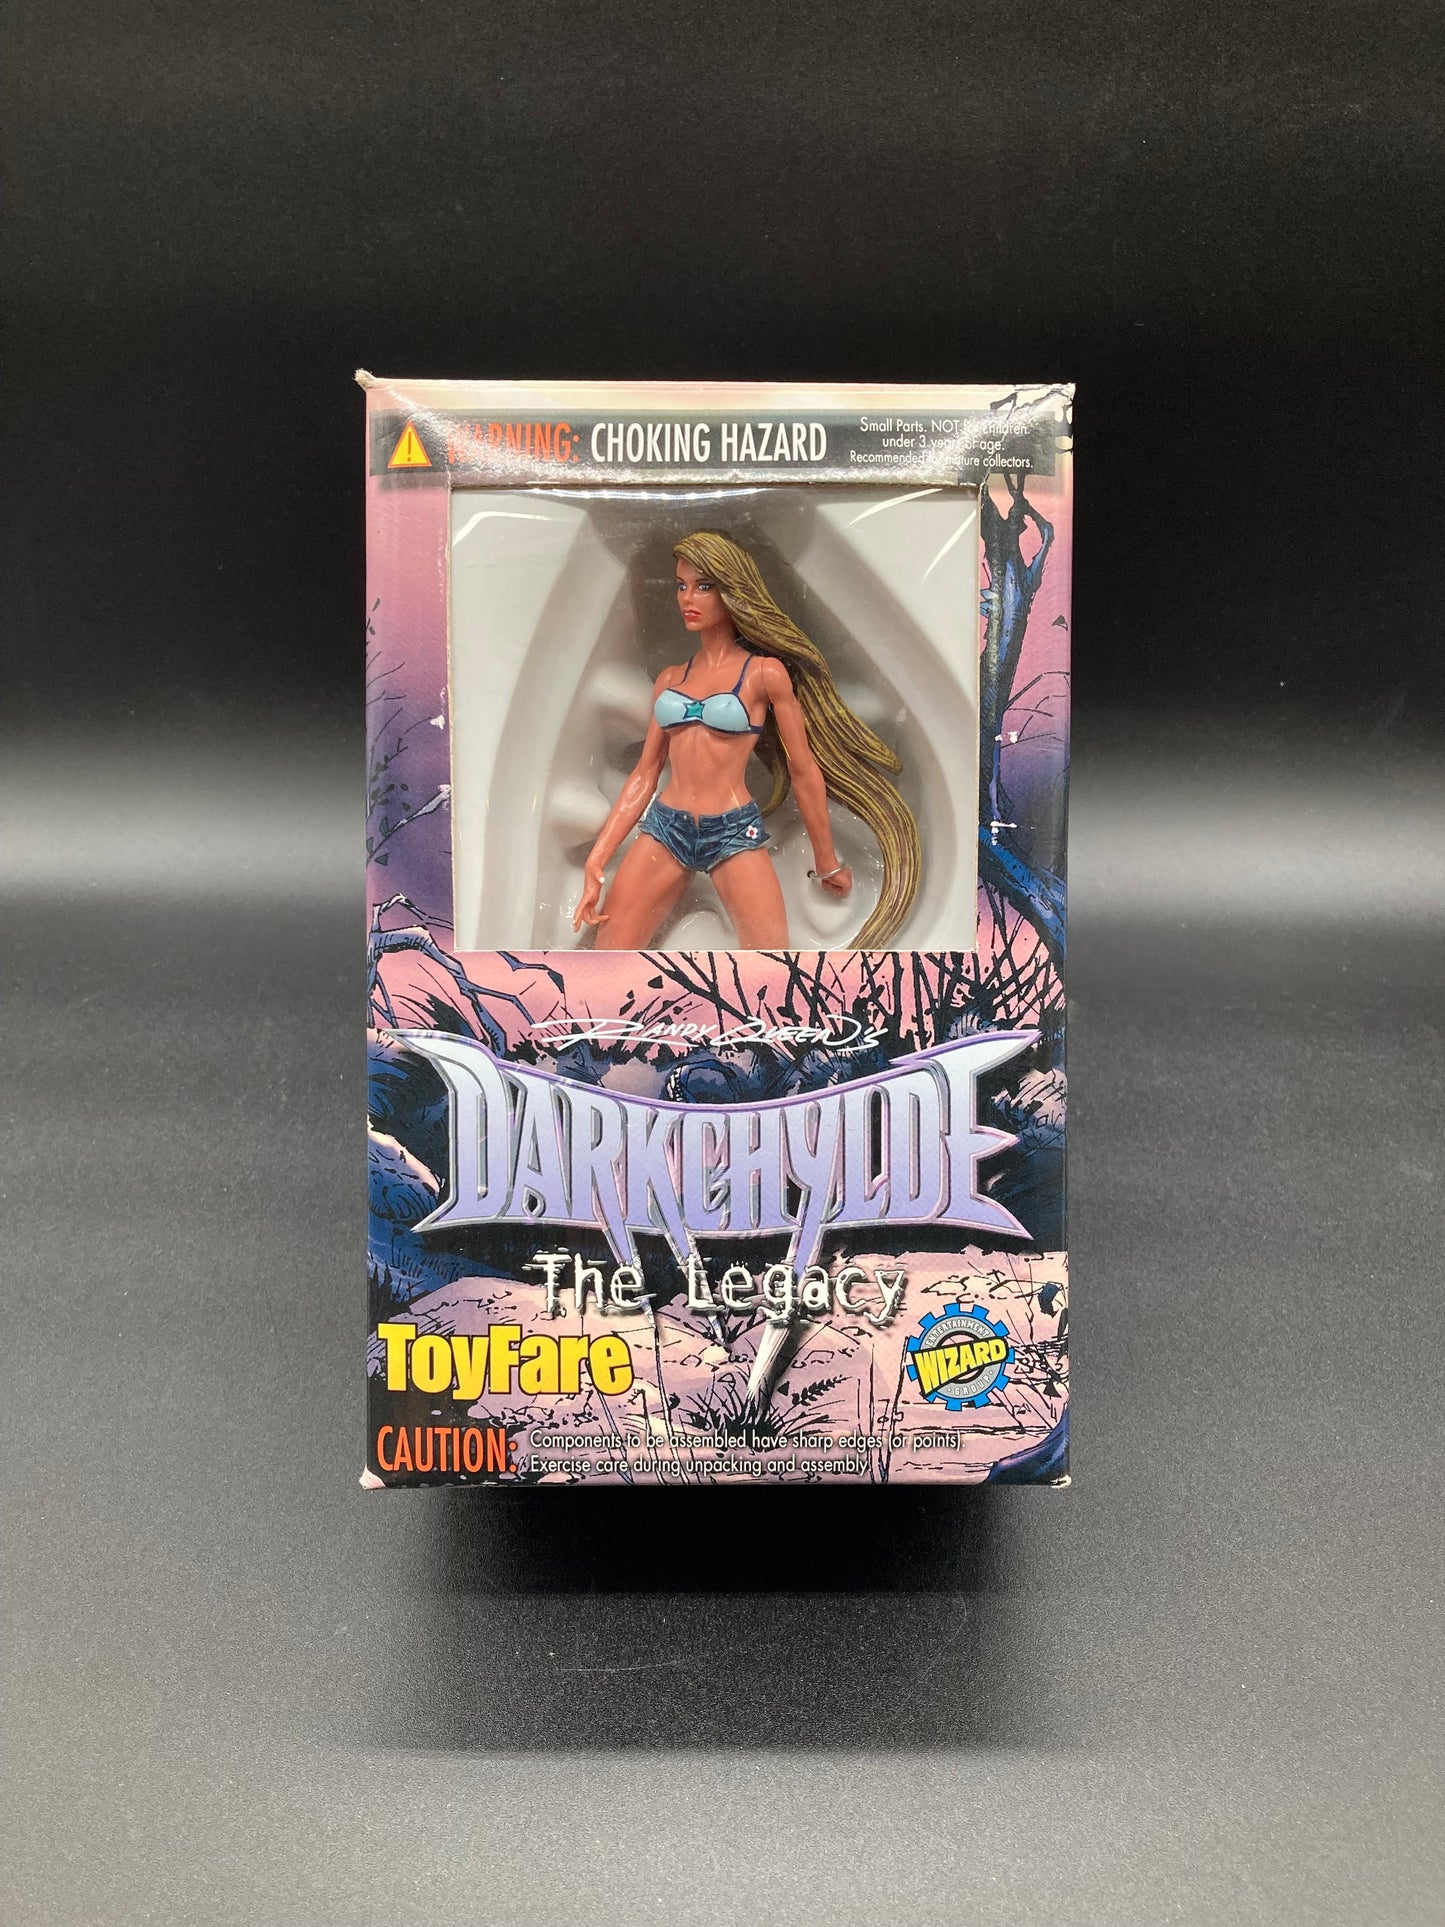 WARNING: CHOKING HAZARD
Small Parts. NOT for Children
under 3 years of age.
Recommended for mature collectors.
RANDY QUEEN'S
DARKCHYLDE
The Legacy
ToyFare
ENTERTAINMENT
WIZARD
GROUP
CAUTION: Components to be assembled have sharp edges (or points).
Exercise care during unpacking and assembly.